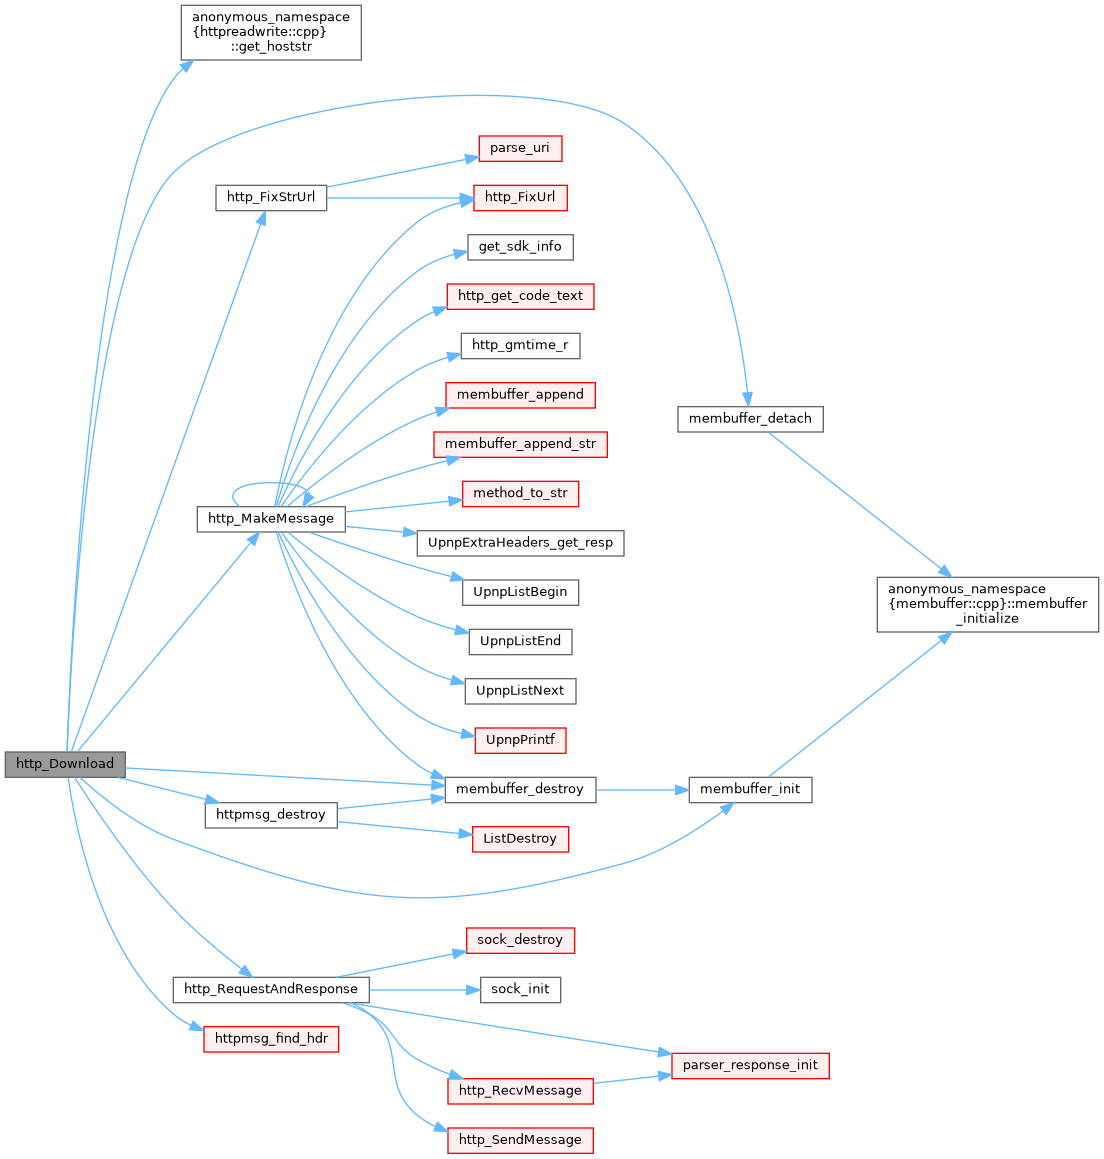 anonymous_namespace
{httpreadwrite::cpp}
::get_hoststr
parse_uri
http_FixStrUrl
http_FixUrl
get_sdk_info
http_get_code_text
http_gmtime_r
membuffer_append
membuffer_detach
membuffer_append_str
method_to_str
http_MakeMessage
UpnpExtraHeaders_get_resp
UpnpListBegin
anonymous_namespace
{membuffer::cpp}::membuffer
_initialize
UpnpListEnd
UpnpListNext
UpnpPrintf
http_Download
membuffer_destroy
membuffer_init
httpmsg_destroy
ListDestroy
sock_destroy
http_RequestAndResponse
sock_init
httpmsg_find_hdr
parser_response_init
http_RecvMessage
http_SendMessage